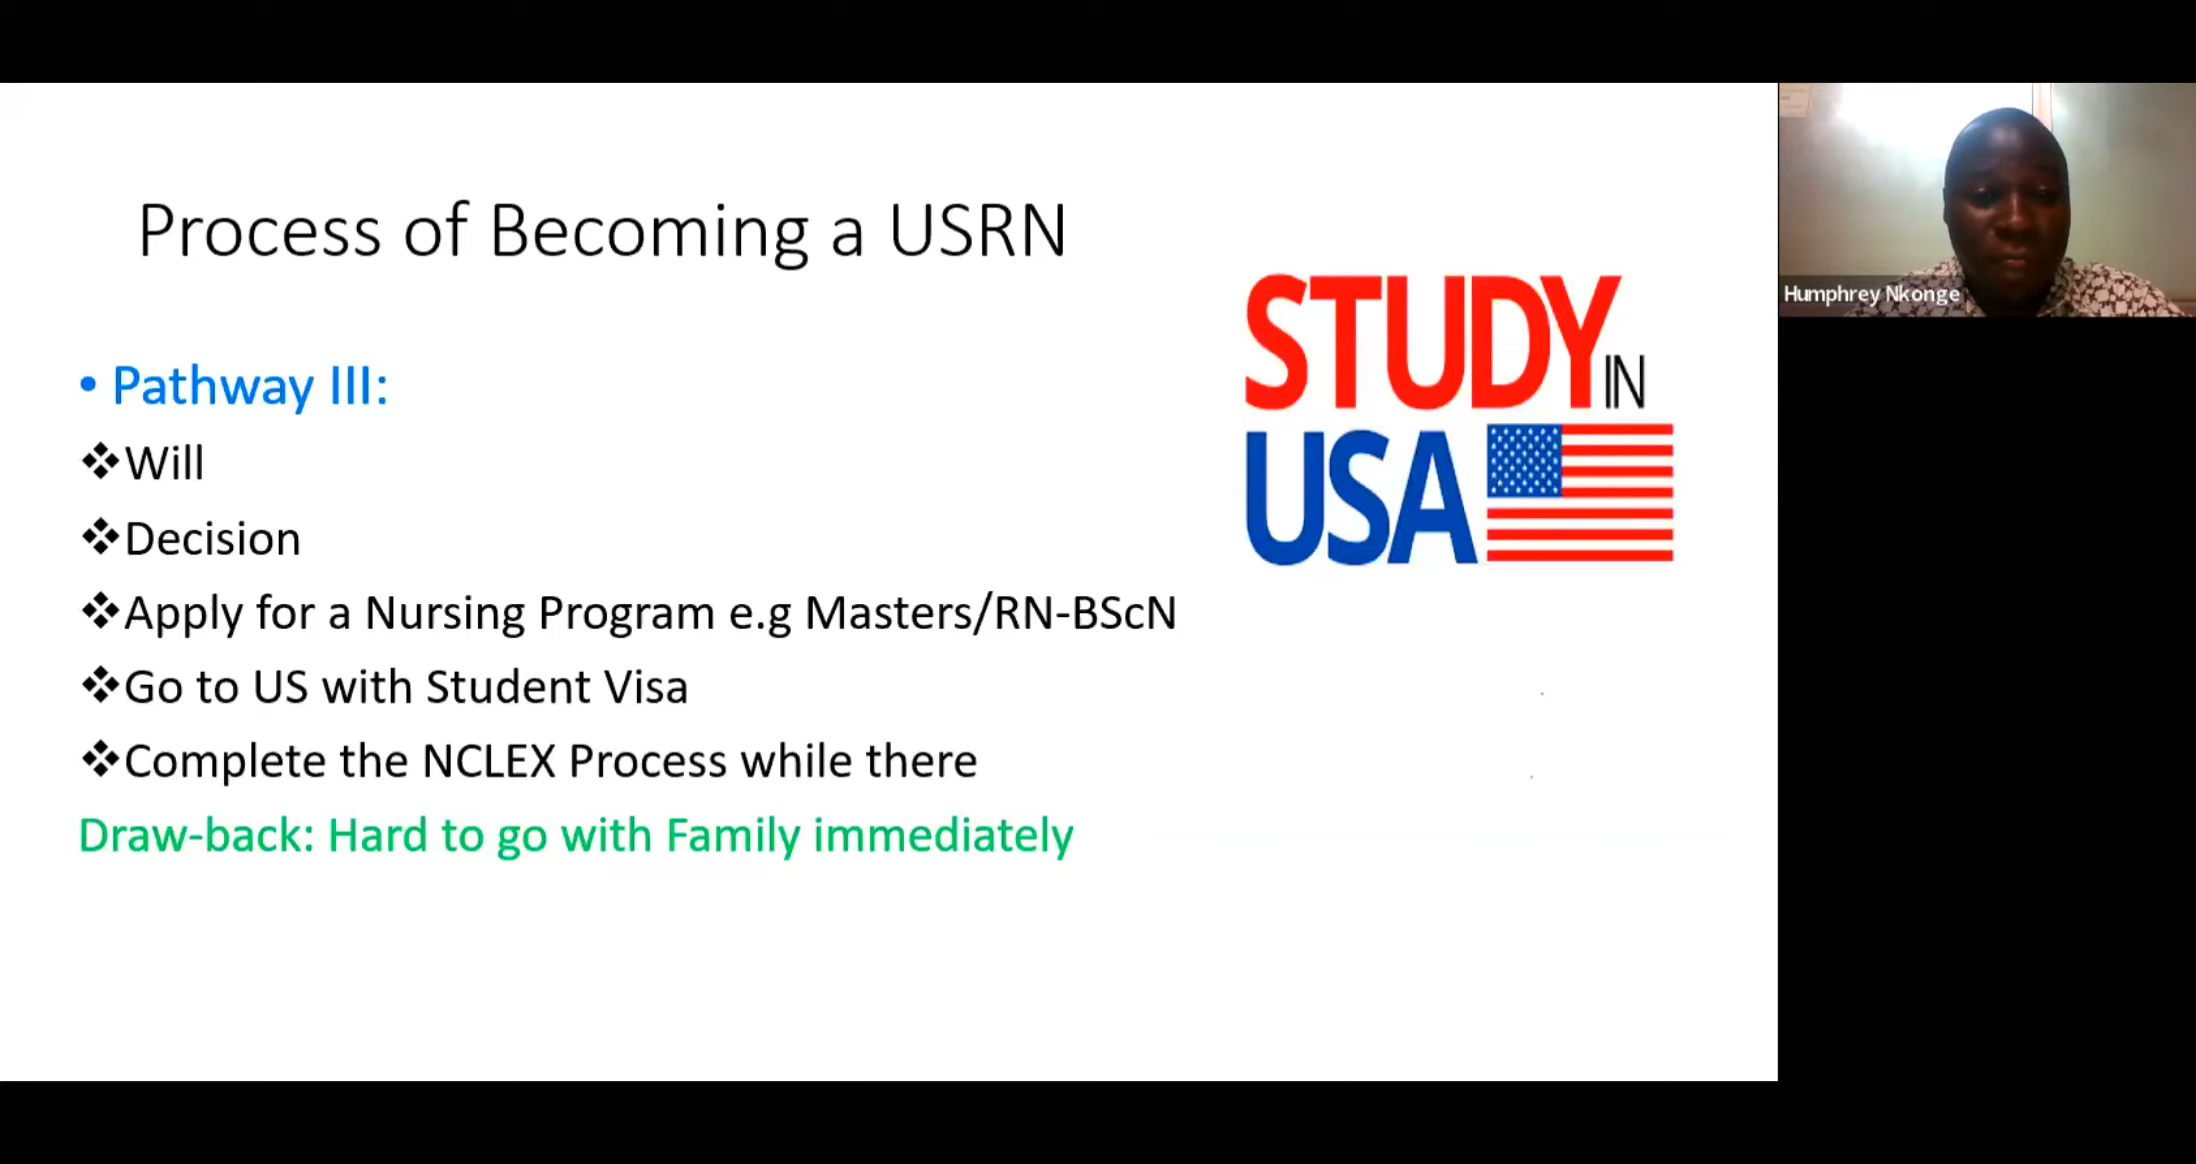 Process of Becoming a USRN
• Pathway III:
❖Will
❖Decision
❖Apply for a Nursing Program e.g Masters/RN-BScN
❖Go to US with Student Visa
❖Complete the NCLEX Process while there
Draw-back: Hard to go with Family immediately
STUDY IN
USA
Humphrey Nkonge